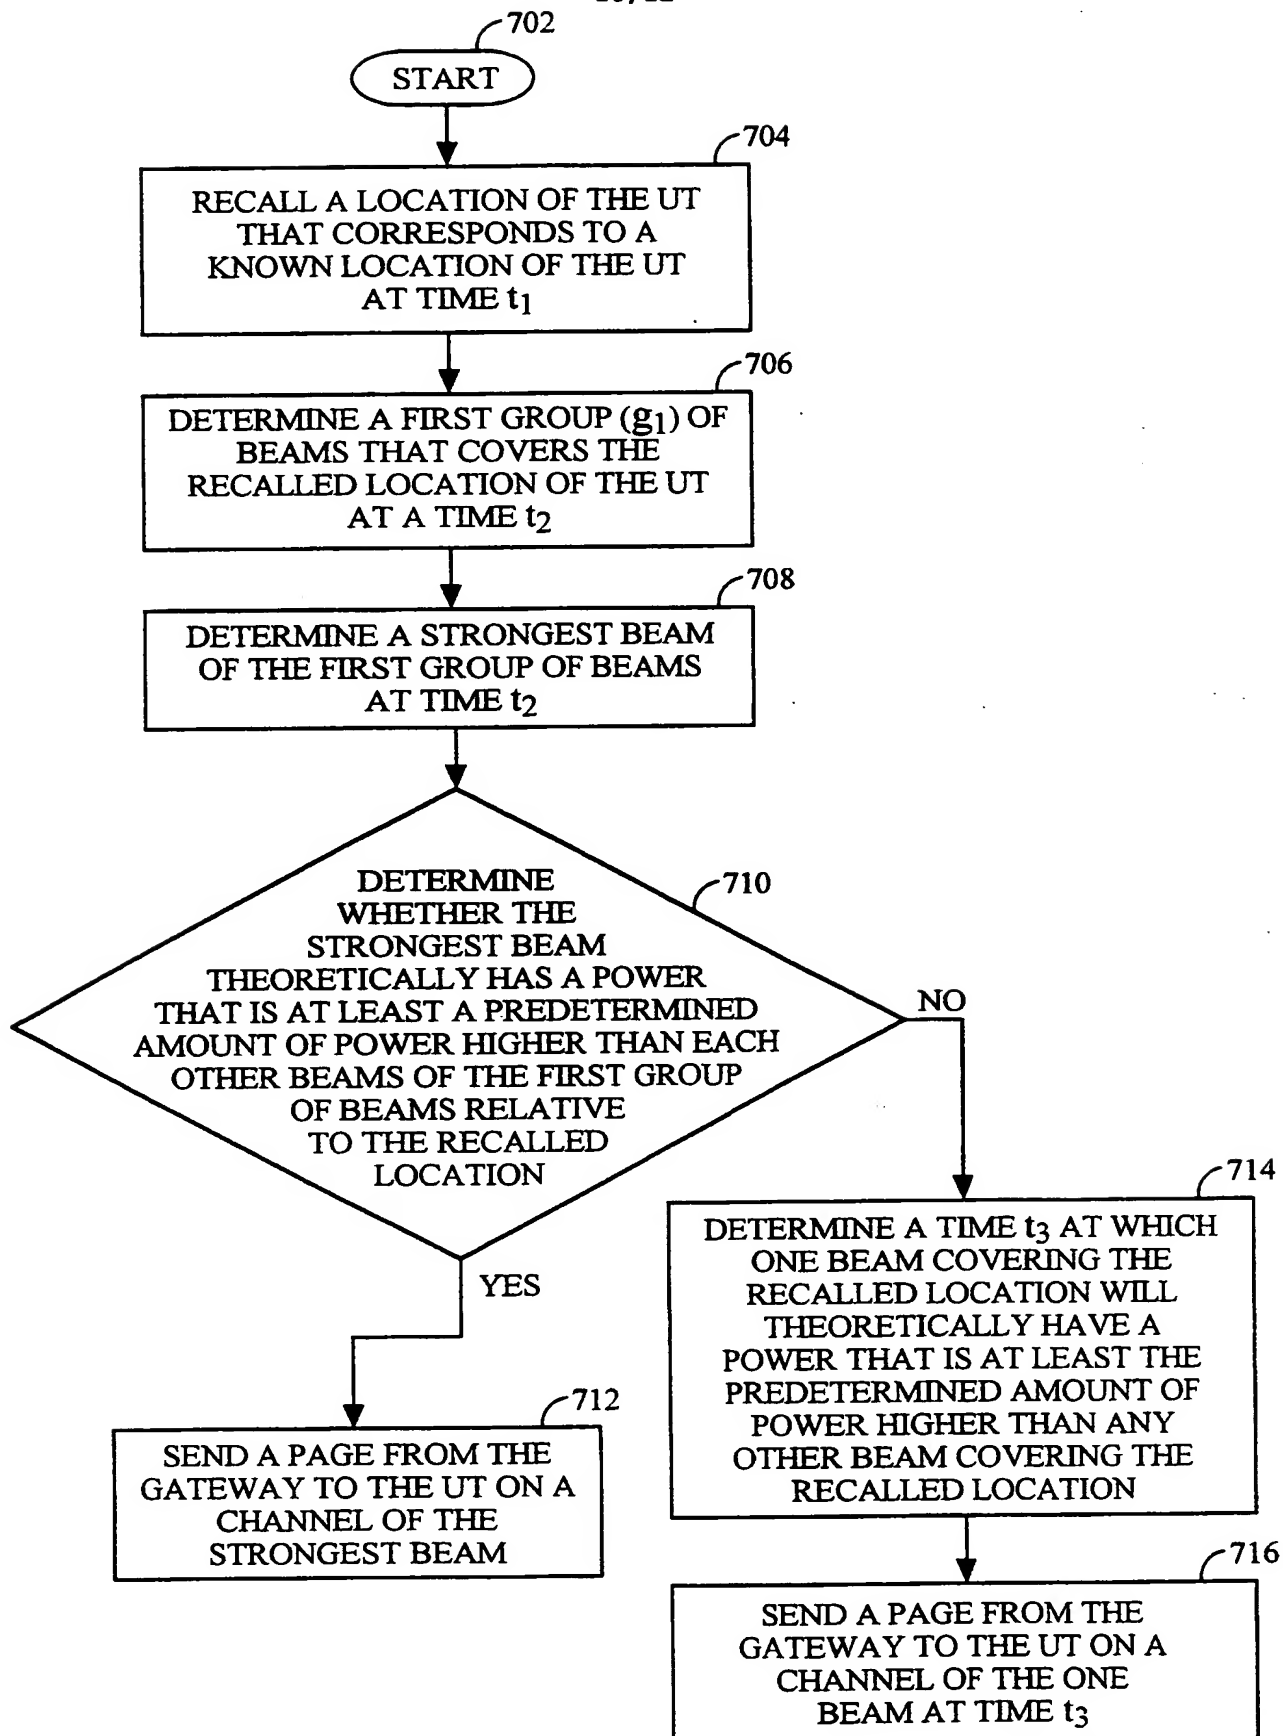 702
START
704
RECALL A LOCATION OF THE UT
THAT CORRESPONDS TO A
KNOWN LOCATION OF THE UT
AT TIME t1
706
DETERMINE A FIRST GROUP (g1) OF
BEAMS THAT COVERS THE
RECALLED LOCATION OF THE UT
AT A TIME t2
708
DETERMINE A STRONGEST BEAM
OF THE FIRST GROUP OF BEAMS
AT TIME t2
710
DETERMINE
WHETHER THE
STRONGEST BEAM
THEORETICALLY HAS A POWER
THAT IS AT LEAST A PREDETERMINED
AMOUNT OF POWER HIGHER THAN EACH
OTHER BEAMS OF THE FIRST GROUP
OF BEAMS RELATIVE
TO THE RECALLED
LOCATION
NO
YES
712
SEND A PAGE FROM THE
GATEWAY TO THE UT ON A
CHANNEL OF THE
STRONGEST BEAM
714
DETERMINE A TIME t3 AT WHICH
ONE BEAM COVERING THE
RECALLED LOCATION WILL
THEORETICALLY HAVE A
POWER THAT IS AT LEAST THE
PREDETERMINED AMOUNT OF
POWER HIGHER THAN ANY
OTHER BEAM COVERING THE
RECALLED LOCATION
716
SEND A PAGE FROM THE
GATEWAY TO THE UT ON A
CHANNEL OF THE ONE
BEAM AT TIME t3